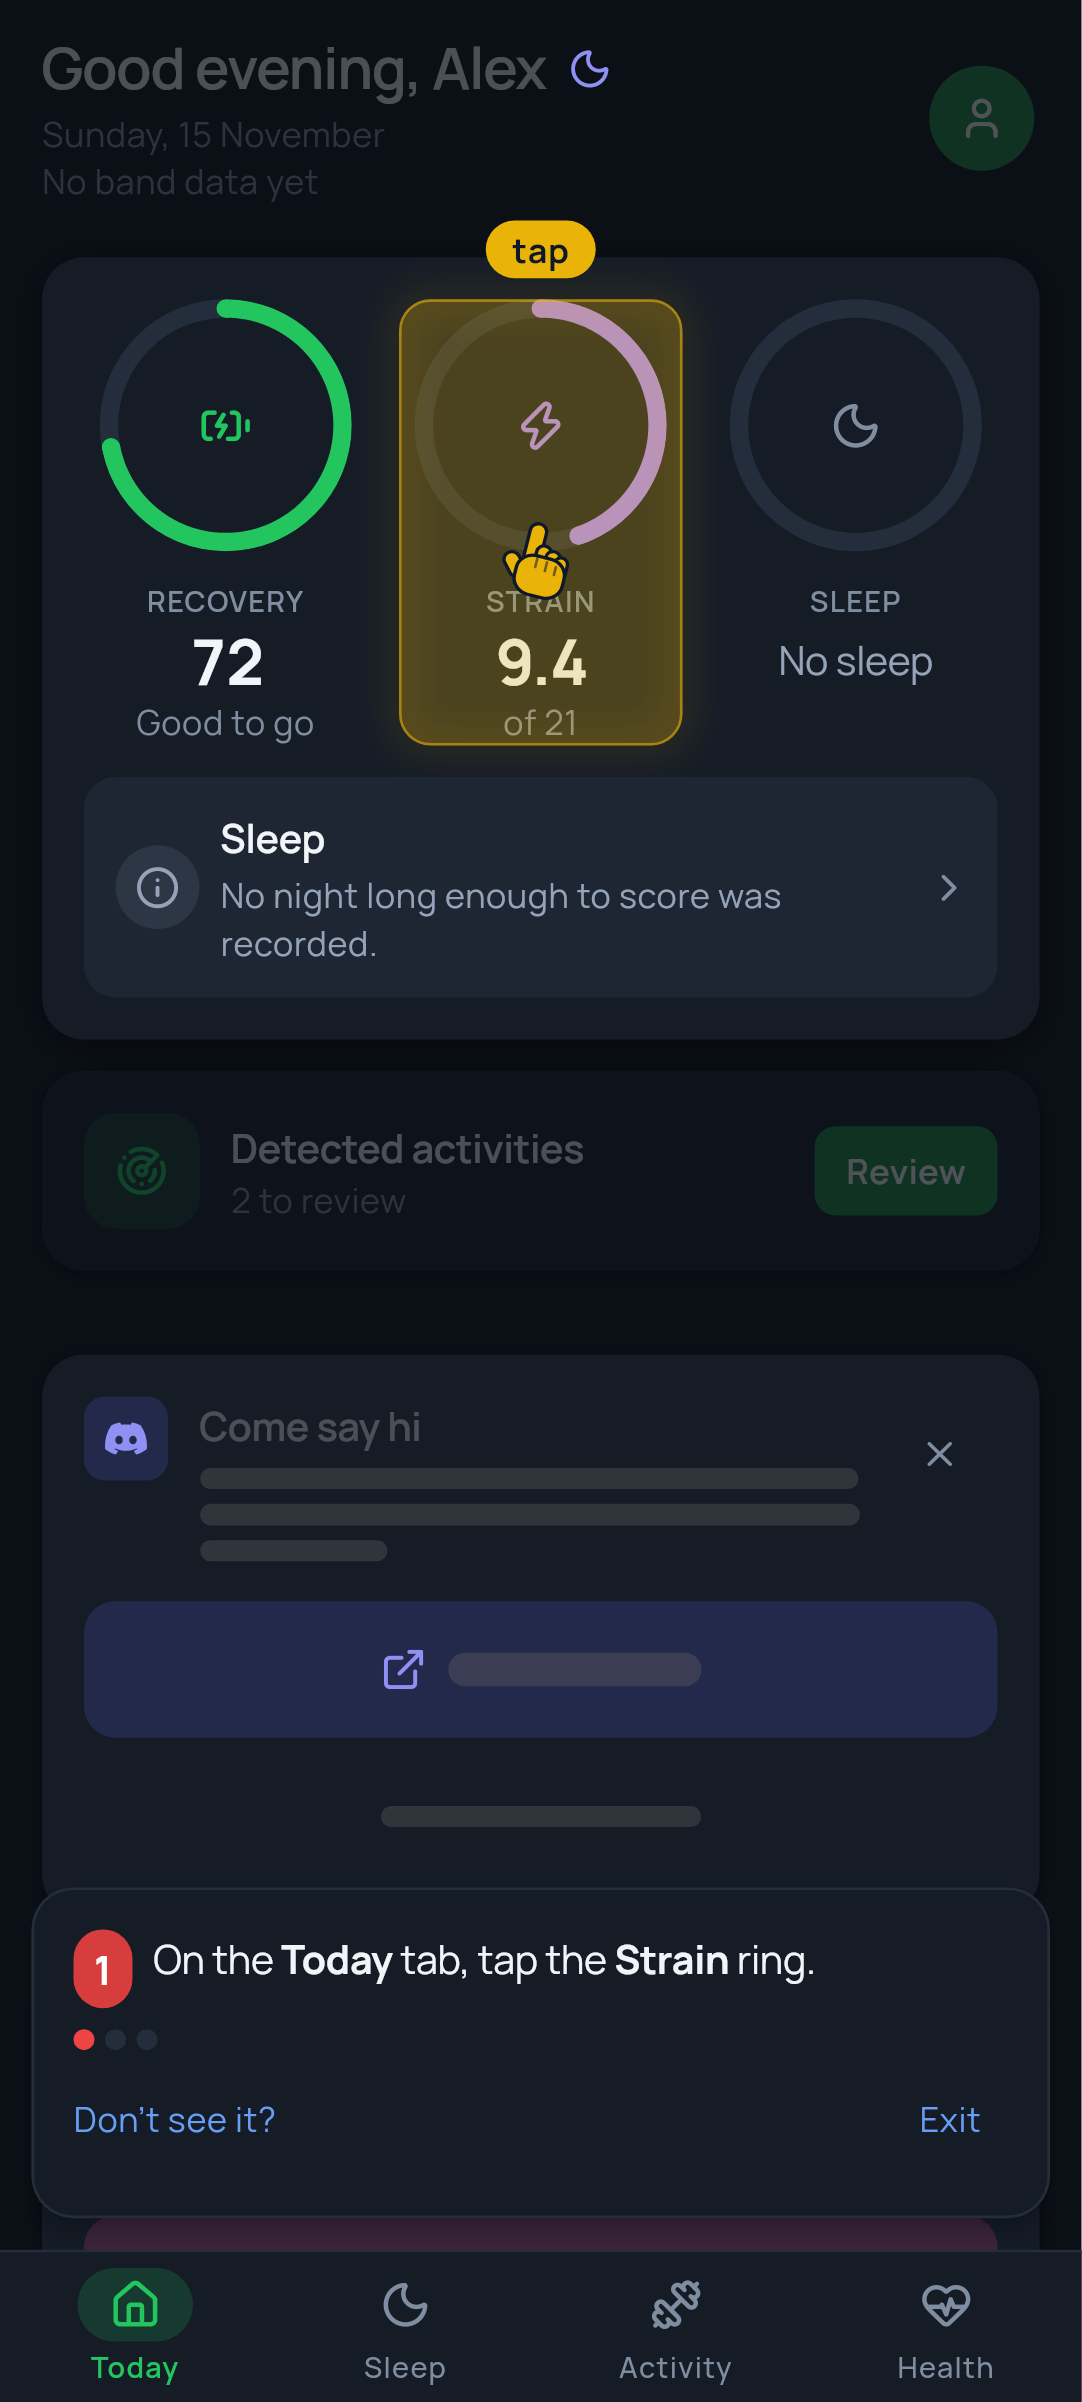 Good evening, Alex
Sunday, 15 November
No band data yet
tap
RECOVERY
72
Good to go
STRAIN
9.4
of 21
SLEEP
No sleep
Sleep
No night long enough to score was
recorded.
Detected activities
2 to review
Review
Come say hi
1 On the Today tab, tap the Strain ring.
Don't see it?
Exit
Today
Sleep
Activity
Health